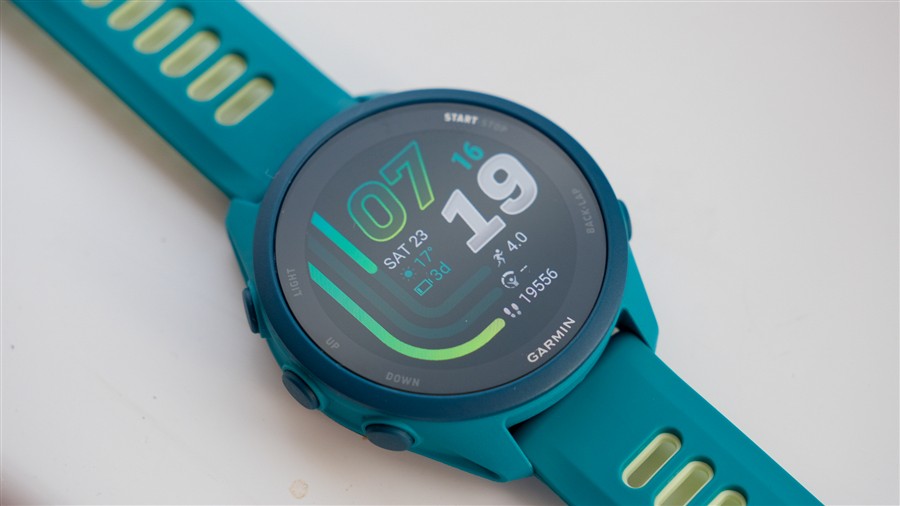 START STOP
16
07 19
SAT 23
17°
3d
4.0
--
19556
BACK·LAP
LIGHT
UP
DOWN
GARMIN